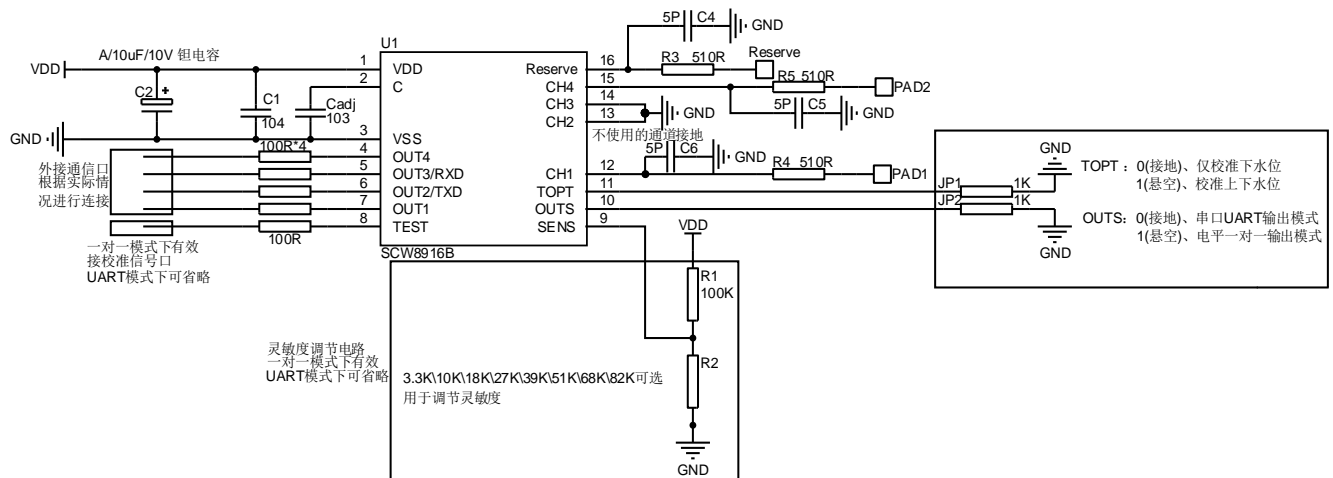 5P C4
GND
A/10uF/10V 钽电容
U1
Reserve
VDD
1 VDD
Reserve 16
R3 510R
2 C
CH4 15
R5 510R
PAD2
C2 +
C1
104
Cadj
103
CH3 14
CH2 13
GND
5P C5
GND
不使用的通道接地
GND
3 VSS
100R*4
4 OUT4
5P C6
GND
外接通信口
根据实际情
况进行连接
5 OUT3/RXD
CH1 12
R4 510R
PAD1
6 OUT2/TXD
TOPT 11
JP1 1K
7 OUT1
OUTS 10
JP2 1K
8 TEST
SENS 9
100R
SCW8916B
GND
TOPT：0(接地)、仅校准下水位
1(悬空)、校准上下水位
OUTS: 0(接地)、串口UART输出模式
1(悬空)、电平一对一输出模式
GND
一对一模式下有效
接校准信号口
UART模式下可省略
VDD
R1
100K
灵敏度调节电路
一对一模式下有效
UART模式下可省略
R2
3.3K\10K\18K\27K\39K\51K\68K\82K可选
用于调节灵敏度
GND